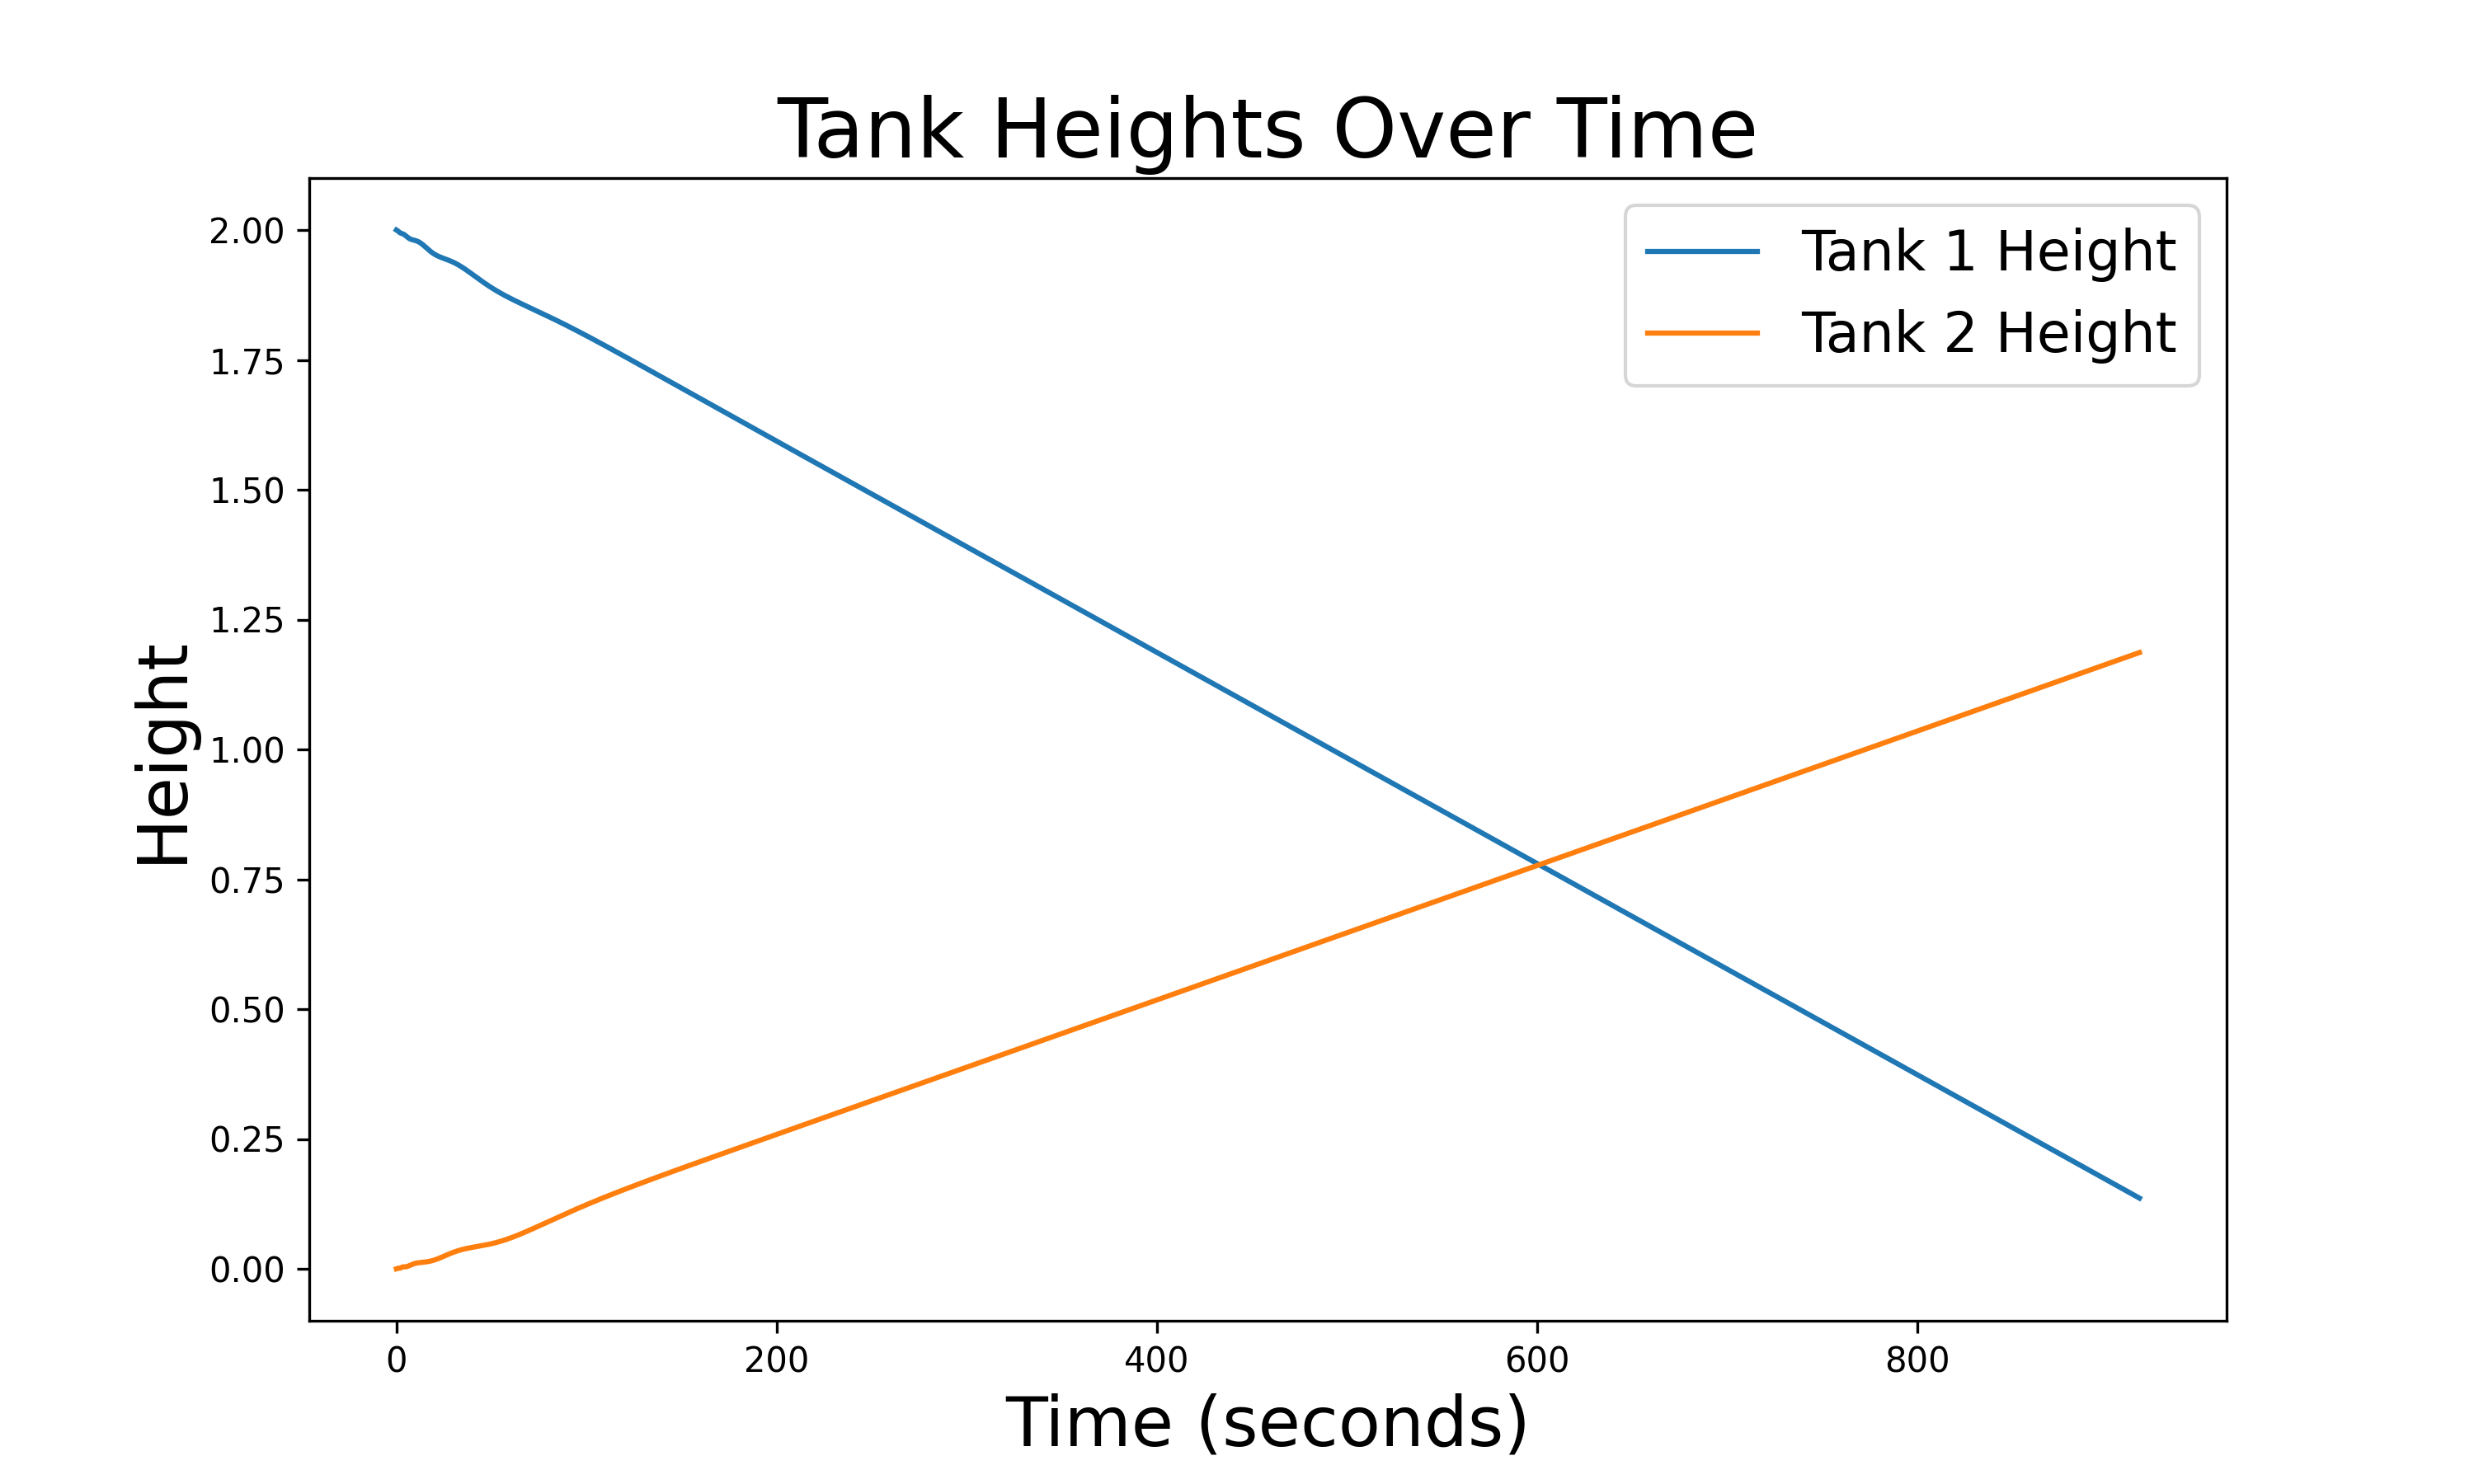 Tank Heights Over Time
Tank 1 Height
Tank 2 Height
Height
2.00
1.75
1.50
1.25
1.00
0.75
0.50
0.25
0.00
0 200 400 600 800
Time (seconds)